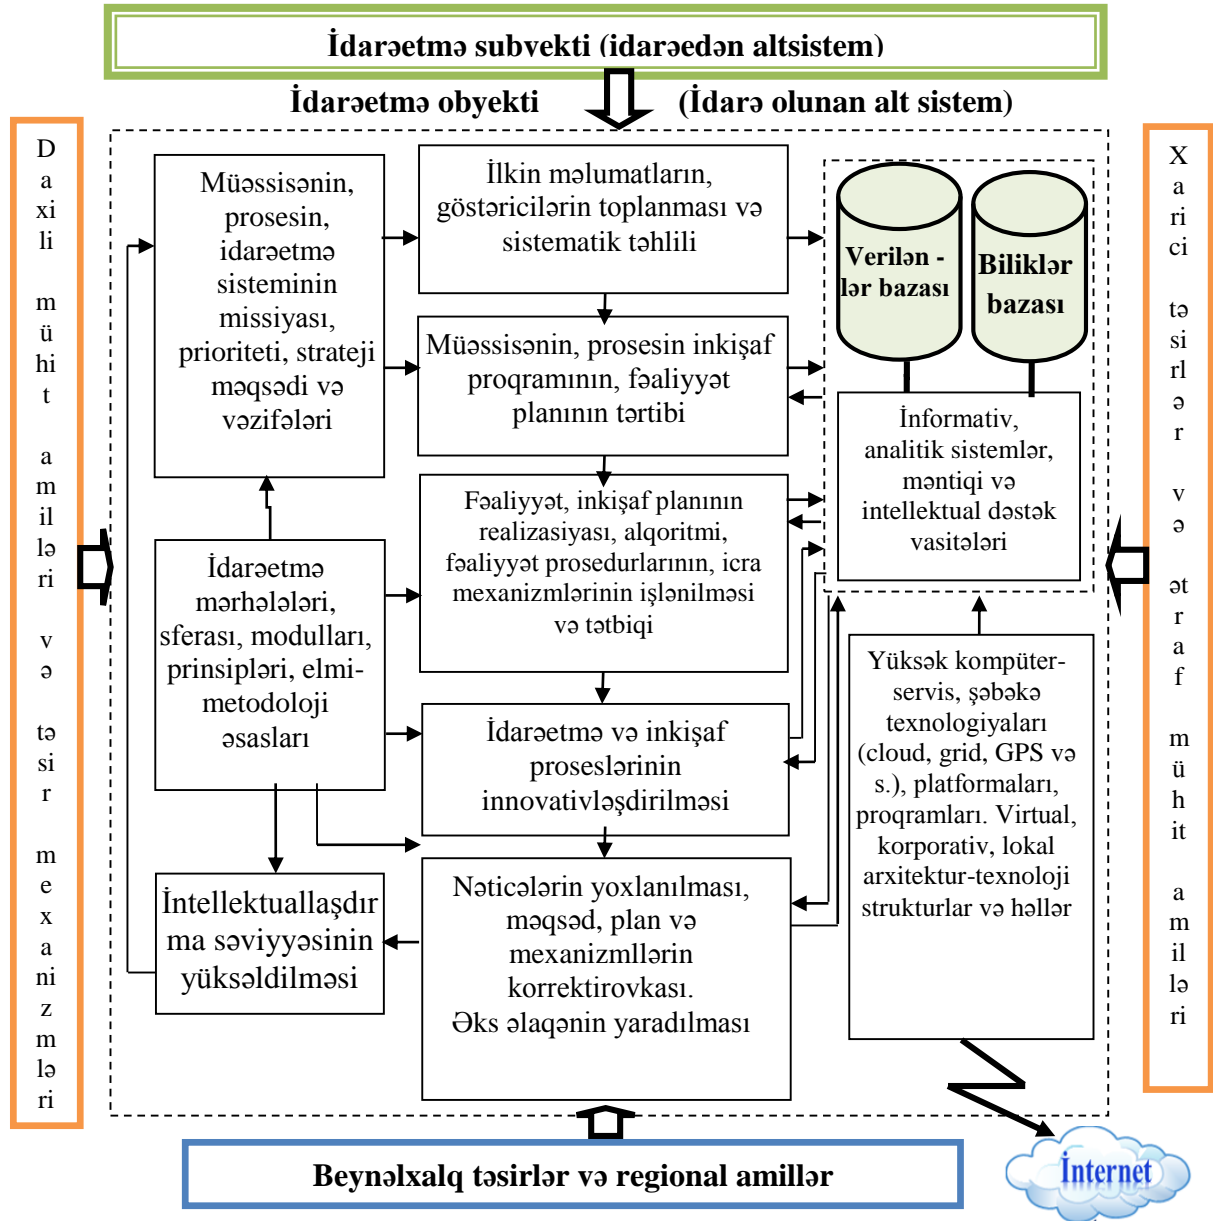 İdarəetmə subvekti (idarəedən altsistem)
İdarəetmə obyekti (İdarə olunan alt sistem)
D
a
xi
li
m
ü
hi
t
a
m
il
lə
ri
v
ə
tə
si
r
m
e
x
a
ni
z
m
lə
ri
Müəssisənin,
prosesin,
idarəetmə
sisteminin
missiyası,
prioriteti, strateji
məqsədi və
vəzifələri
İdarəetmə
mərhələləri,
sferası, modulları,
prinsipləri, elmi-
metodoloji
əsasları
İntellektuallaşdır
ma səviyyəsinin
yüksəldilməsi
İlkin məlumatların,
göstəricilərin toplanması və
sistematik təhlili
Müəssisənin, prosesin inkişaf
proqramının, fəaliyyət
planının tərtibi
Fəaliyyət, inkişaf planının
realizasiyası, alqoritmi,
fəaliyyət prosedurlarının, icra
mexanizmlərinin işlənilməsi
və tətbiqi
İdarəetmə və inkişaf
proseslərinin
innovativləşdirilməsi
Nəticələrin yoxlanılması,
məqsəd, plan və
mexanizmllərin
korrektirovkası.
Əks əlaqənin yaradılması
Verilən -
lər bazası
Biliklər
bazası
İnformativ,
analitik sistemlər,
məntiqi və
intellektual dəstək
vasitələri
Yüksək kompüter-
servis, şəbəkə
texnologiyaları
(cloud, grid, GPS və
s.), platformaları,
proqramları. Virtual,
korporativ, lokal
arxitektur-texnoloji
strukturlar və həllər
X
a
ri
ci
tə
si
rl
ə
r
v
ə
ət
r
a
f
m
ü
h
it
a
m
il
lə
ri
Beynəlxalq təsirlər və regional amillər
İnternet